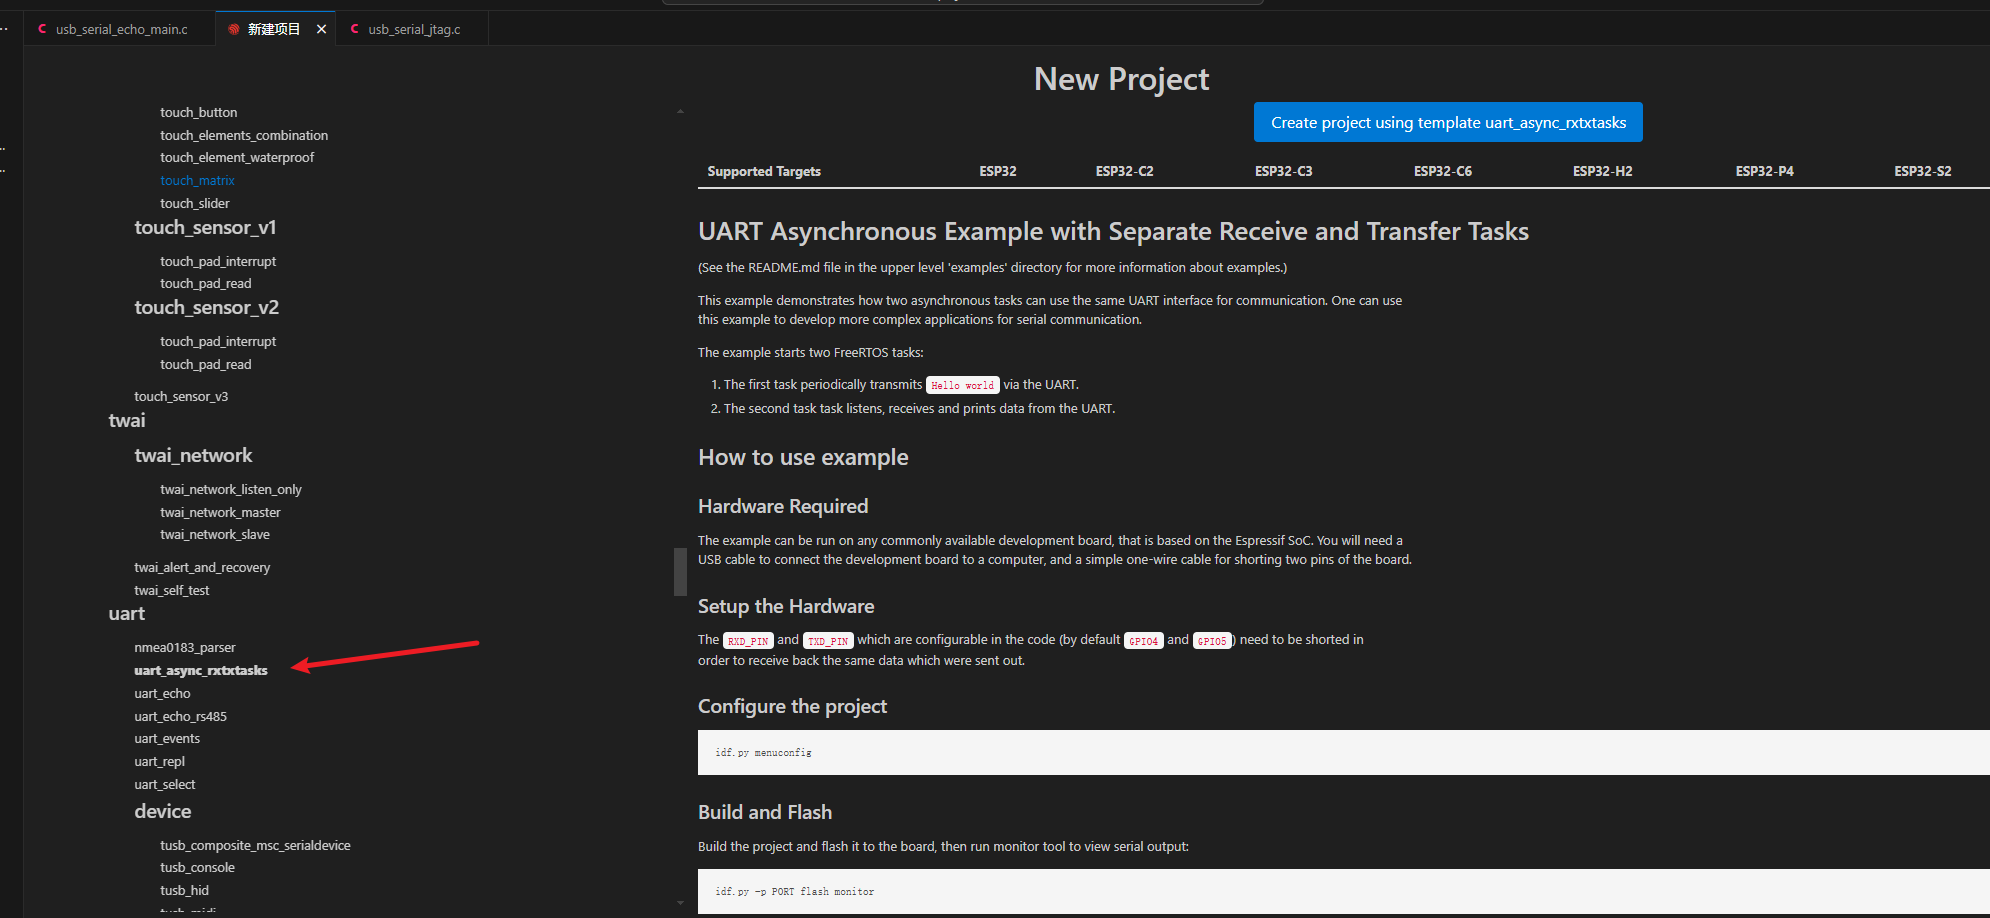 usb_serial_echo_main.c
新建项目
usb_serial_jtag.c
touch_button
touch_elements_combination
touch_element_waterproof
touch_matrix
touch_slider
touch_sensor_v1
touch_pad_interrupt
touch_pad_read
touch_sensor_v2
touch_pad_interrupt
touch_pad_read
touch_sensor_v3
twai
twai_network
twai_network_listen_only
twai_network_master
twai_network_slave
twai_alert_and_recovery
twai_self_test
uart
nmea0183_parser
uart_async_rxtxtasks
uart_echo
uart_echo_rs485
uart_events
uart_repl
uart_select
device
tusb_composite_msc_serialdevice
tusb_console
tusb_hid
New Project
Create project using template uart_async_rxtxtasks
Supported Targets ESP32 ESP32-C2 ESP32-C3 ESP32-C6 ESP32-H2 ESP32-P4 ESP32-S2
UART Asynchronous Example with Separate Receive and Transfer Tasks
(See the README.md file in the upper level 'examples' directory for more information about examples.)
This example demonstrates how two asynchronous tasks can use the same UART interface for communication. One can use
this example to develop more complex applications for serial communication.
The example starts two FreeRTOS tasks:
1. The first task periodically transmits Hello world via the UART.
2. The second task task listens, receives and prints data from the UART.
How to use example
Hardware Required
The example can be run on any commonly available development board, that is based on the Espressif SoC. You will need a
USB cable to connect the development board to a computer, and a simple one-wire cable for shorting two pins of the board.
Setup the Hardware
The RXD_PIN and TXD_PIN which are configurable in the code (by default GPIO4 and GPIO5) need to be shorted in
order to receive back the same data which were sent out.
Configure the project
idf.py menuconfig
Build and Flash
Build the project and flash it to the board, then run monitor tool to view serial output:
idf.py -p PORT flash monitor